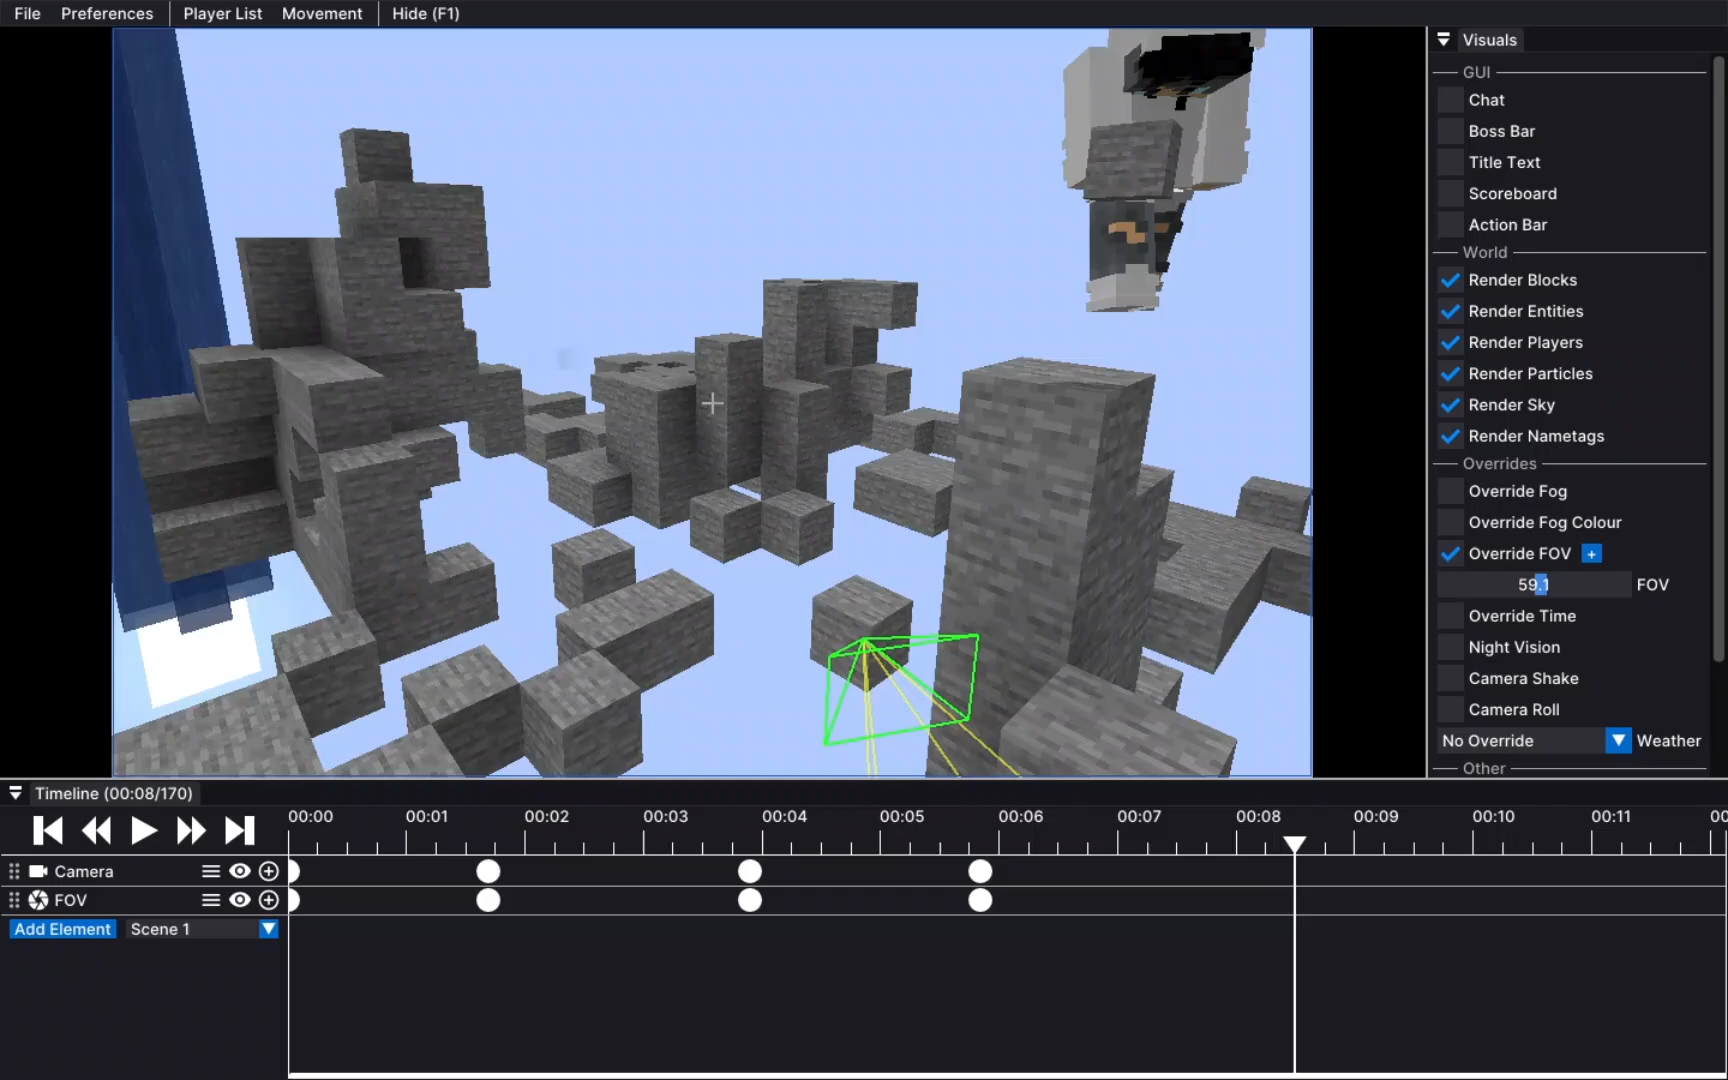 File Preferences Player List Movement Hide (F1)
Visuals
GUI
Chat
Boss Bar
Title Text
Scoreboard
Action Bar
World
Render Blocks
Render Entities
Render Players
Render Particles
Render Sky
Render Nametags
Overrides
Override Fog
Override Fog Colour
Override FOV +
59.1 FOV
Override Time
Night Vision
Camera Shake
Camera Roll
No Override Weather
Other
Timeline (00:08/170)
00:00 00:01 00:02 00:03 00:04 00:05 00:06 00:07 00:08 00:09 00:10 00:11
Camera
FOV
Add Element Scene 1